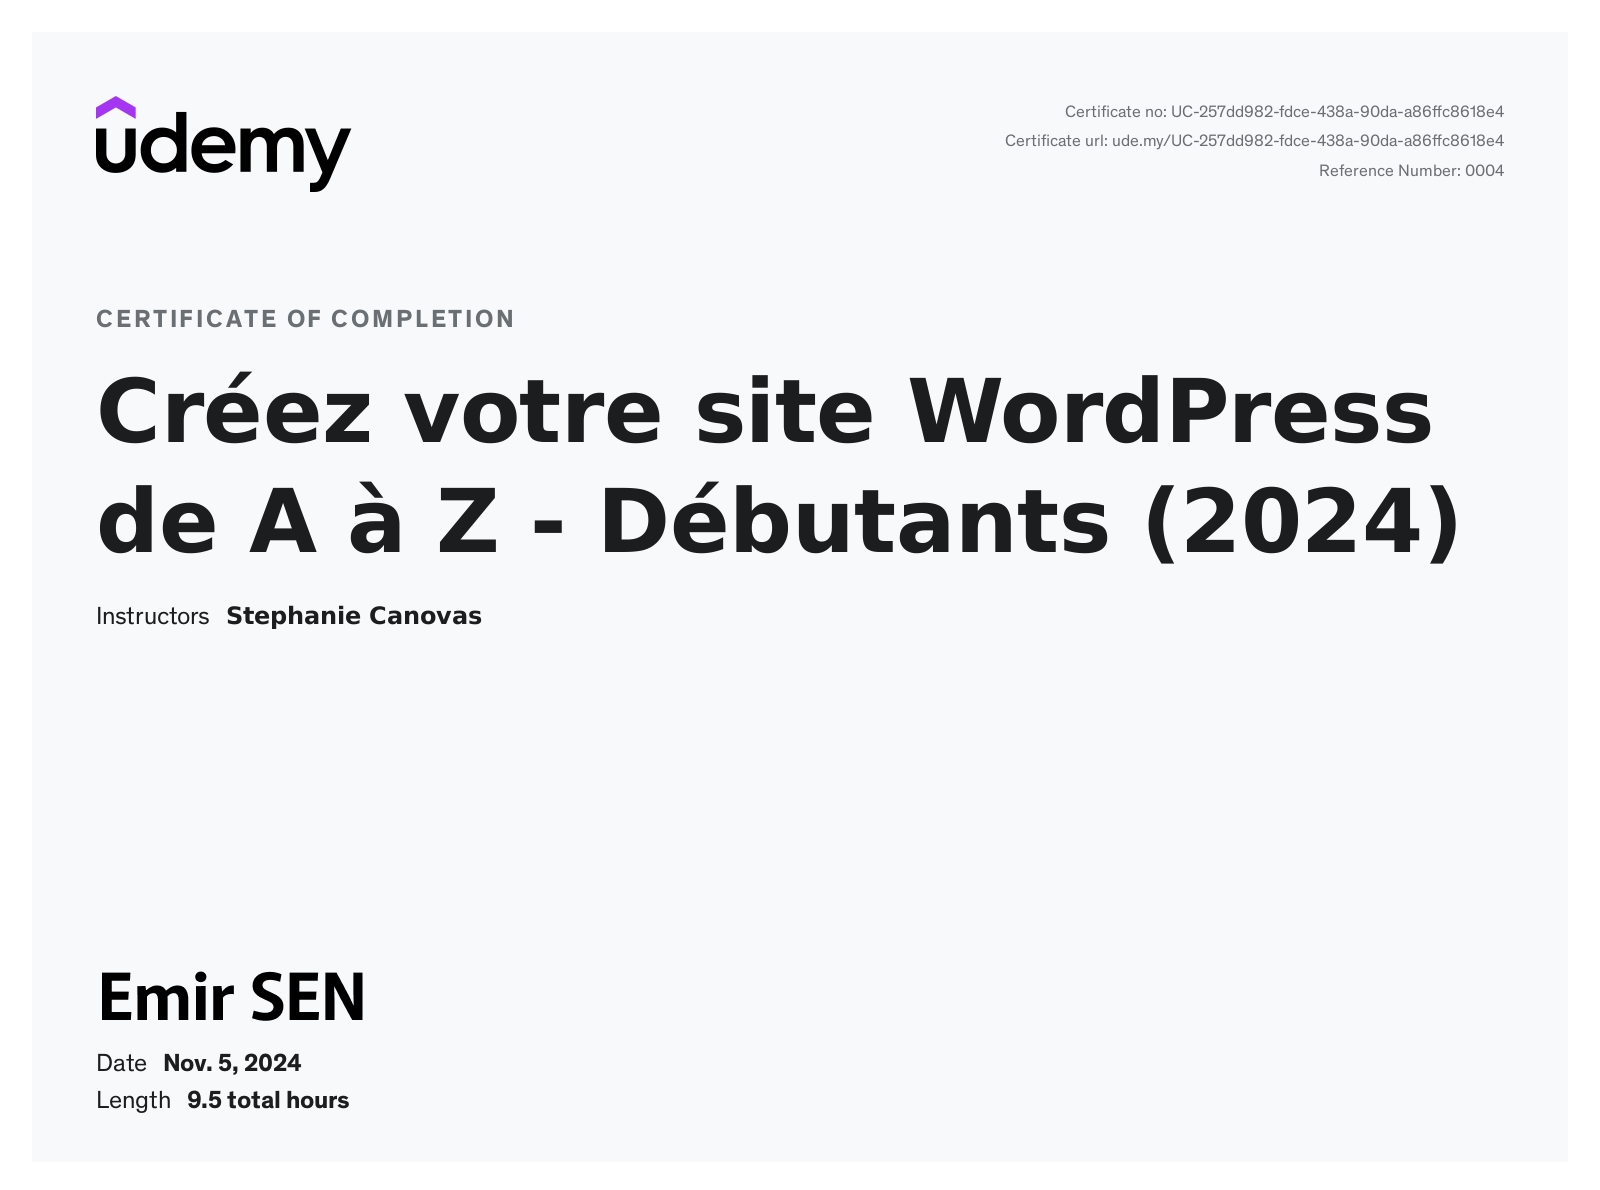 udemy
Certificate no: UC-257dd982-fdce-438a-90da-a86ffc8618e4
Certificate url: ude.my/UC-257dd982-fdce-438a-90da-a86ffc8618e4
Reference Number: 0004
CERTIFICATE OF COMPLETION
Créez votre site WordPress
de A à Z - Débutants (2024)
Instructors Stephanie Canovas
Emir SEN
Date Nov. 5, 2024
Length 9.5 total hours